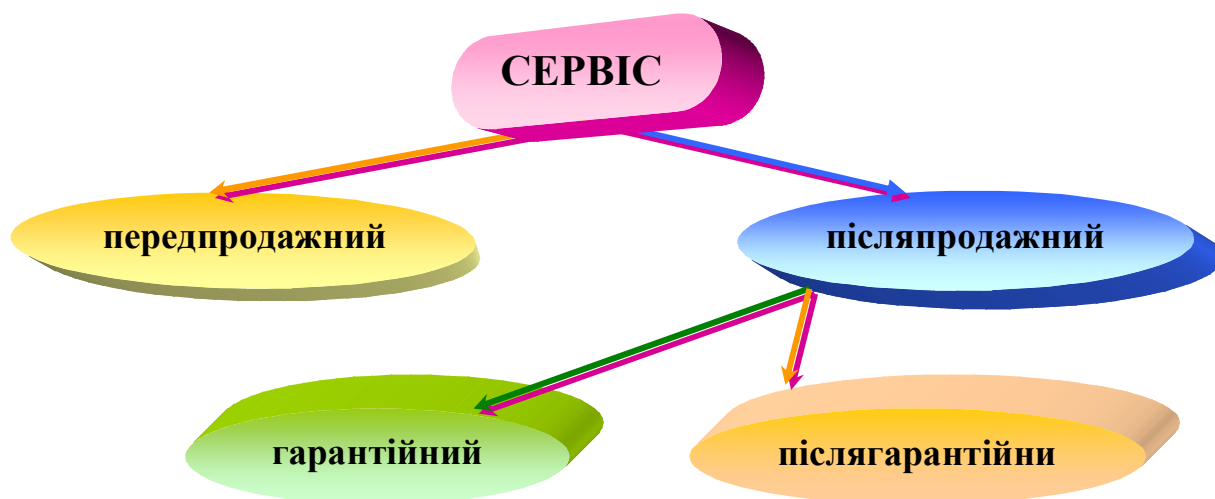 СЕРВІС
передпродажний
післяпродажний
гарантійний
післягарантійни